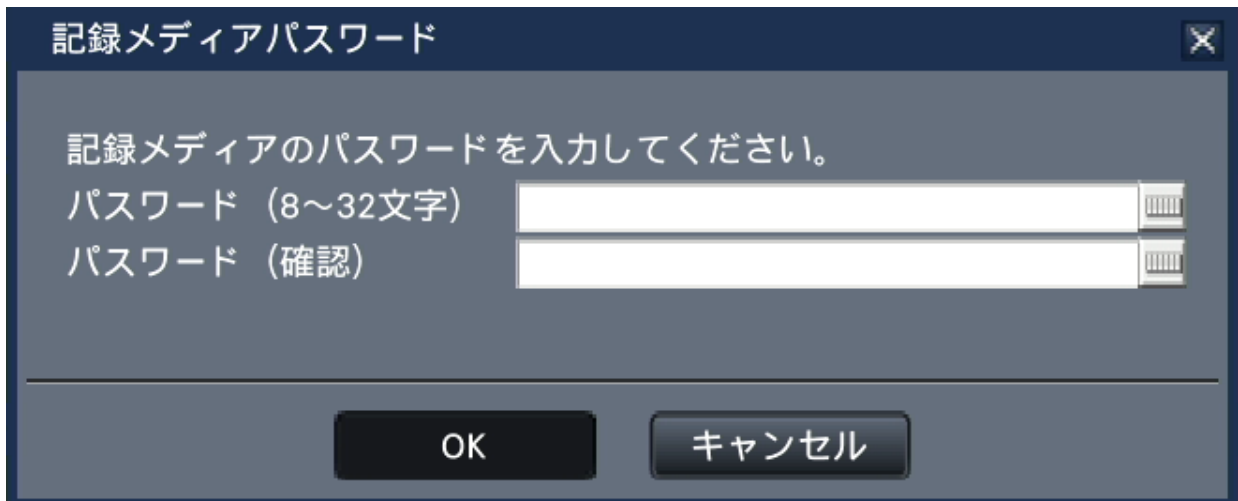 記録メディアパスワード
記録メディアのパスワードを入力してください。
パスワード（8～32文字）
パスワード（確認）
OK キャンセル